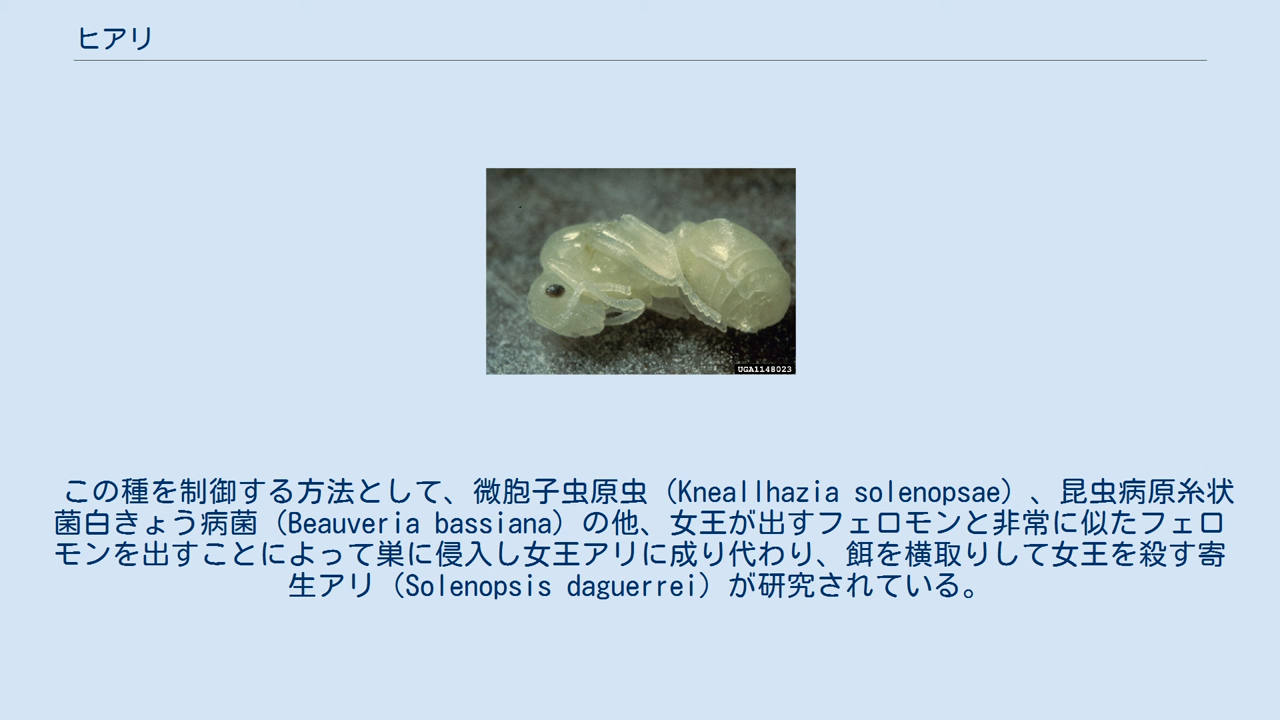 ヒアリ
UGA1148023
この種を制御する方法として、微胞子虫原虫（Kneallhazia solenopsae）、昆虫病原糸状
菌白きょう病菌（Beauveria bassiana）の他、女王が出すフェロモンと非常に似たフェロ
モンを出すことによって巣に侵入し女王アリに成り代わり、餌を横取りして女王を殺す寄
生アリ（Solenopsis daguerrei）が研究されている。